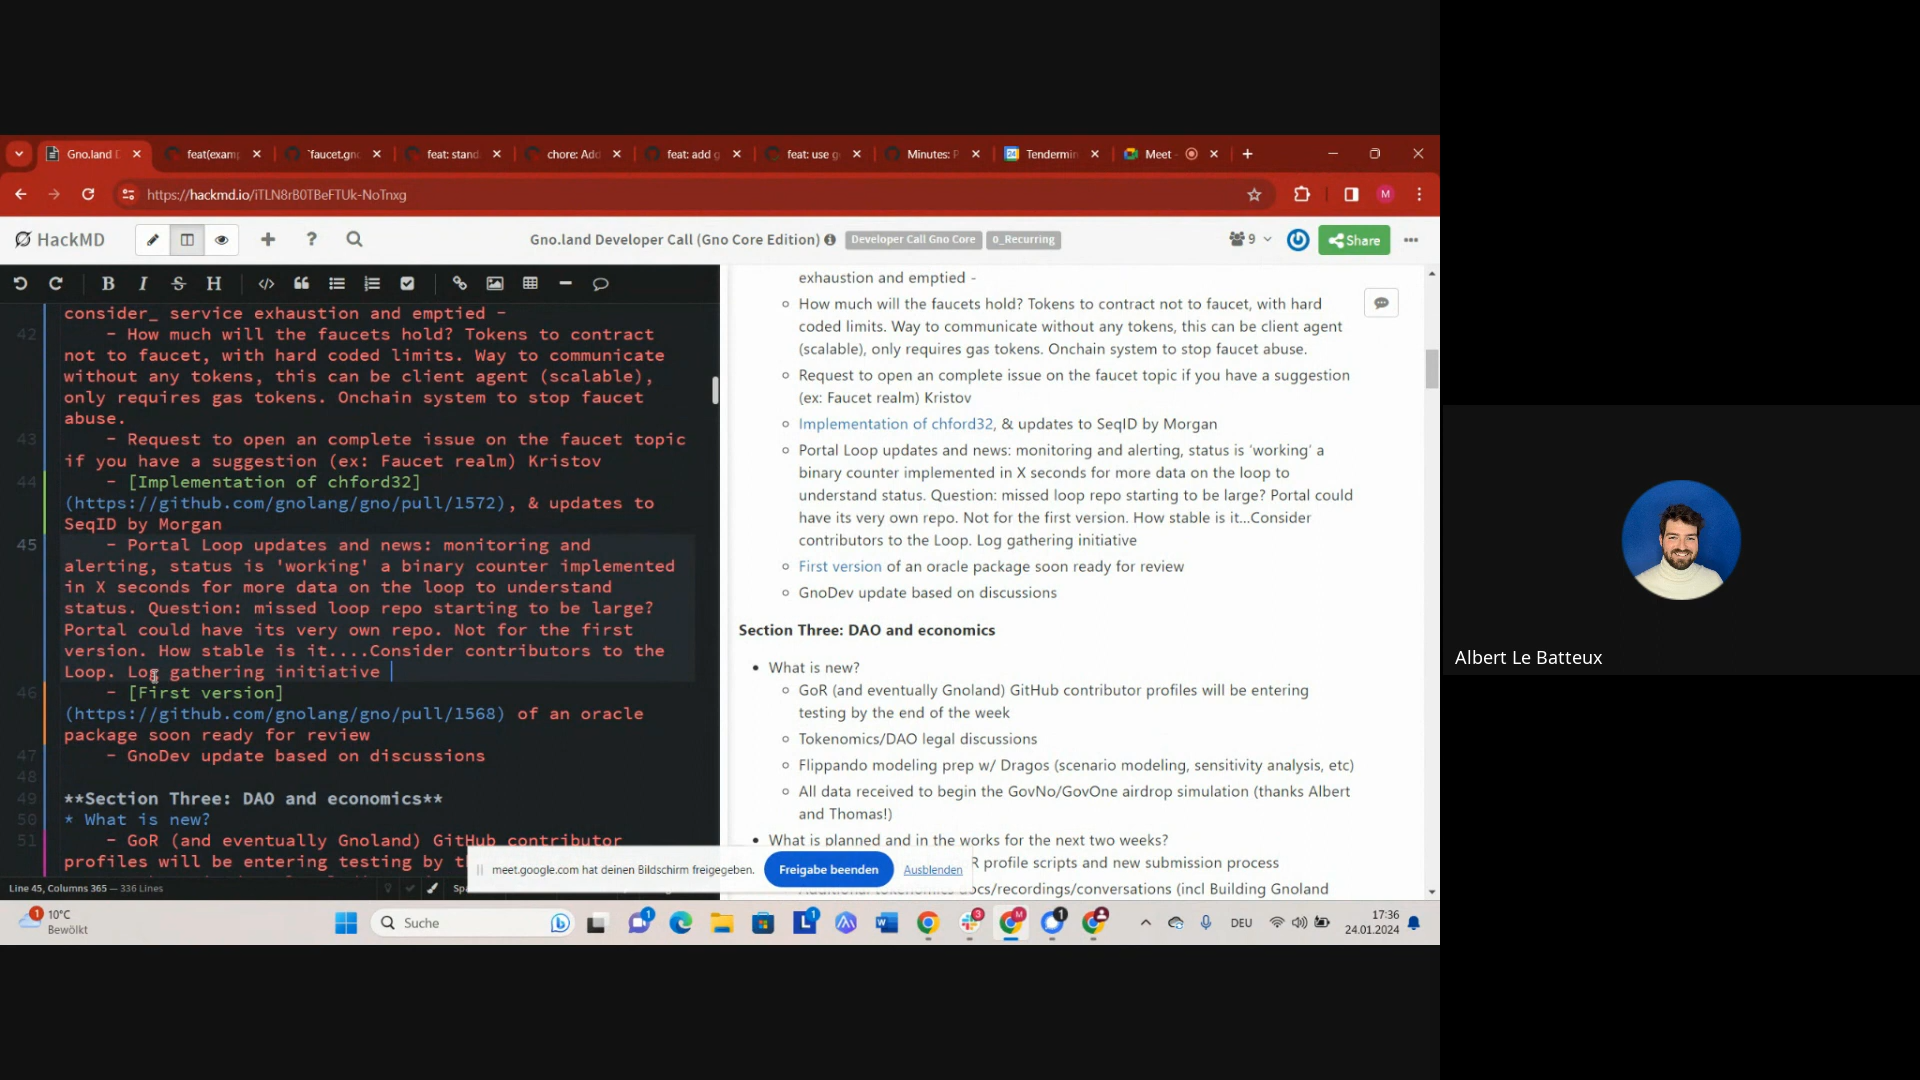 Gno.land D
feat(examp
`faucet.gno
feat: stand
chore: Add
feat: add g
feat: use g
Minutes: P
Tendermin
Meet
https://hackmd.io/iTLN8rB0TBeFTUk-NoTnxg
M
HackMD
Gno.land Developer Call (Gno Core Edition)
Developer Call Gno Core
0_Recurring
9
Share
consider_ service exhaustion and emptied -
42 - How much will the faucets hold? Tokens to contract
not to faucet, with hard coded limits. Way to communicate
without any tokens, this can be client agent (scalable),
only requires gas tokens. Onchain system to stop faucet
abuse.
43 - Request to open an complete issue on the faucet topic
if you have a suggestion (ex: Faucet realm) Kristov
44 - [Implementation of chford32]
(https://github.com/gnolang/gno/pull/1572), & updates to
SeqID by Morgan
45 - Portal Loop updates and news: monitoring and
alerting, status is 'working' a binary counter implemented
in X seconds for more data on the loop to understand
status. Question: missed loop repo starting to be large?
Portal could have its very own repo. Not for the first
version. How stable is it....Consider contributors to the
Loop. Log gathering initiative
46 - [First version]
(https://github.com/gnolang/gno/pull/1568) of an oracle
package soon ready for review
47 - GnoDev update based on discussions
48
49 **Section Three: DAO and economics**
50 * What is new?
51 - GoR (and eventually Gnoland) GitHub contributor
profiles will be entering testing by th
Line 45, Columns 365 — 336 Lines
Spa
exhaustion and emptied -
How much will the faucets hold? Tokens to contract not to faucet, with hard
coded limits. Way to communicate without any tokens, this can be client agent
(scalable), only requires gas tokens. Onchain system to stop faucet abuse.
Request to open an complete issue on the faucet topic if you have a suggestion
(ex: Faucet realm) Kristov
Implementation of chford32, & updates to SeqID by Morgan
Portal Loop updates and news: monitoring and alerting, status is ‘working’ a
binary counter implemented in X seconds for more data on the loop to
understand status. Question: missed loop repo starting to be large? Portal could
have its very own repo. Not for the first version. How stable is it…Consider
contributors to the Loop. Log gathering initiative
First version of an oracle package soon ready for review
GnoDev update based on discussions
Section Three: DAO and economics
• What is new?
GoR (and eventually Gnoland) GitHub contributor profiles will be entering
testing by the end of the week
Tokenomics/DAO legal discussions
Flippando modeling prep w/ Dragos (scenario modeling, sensitivity analysis, etc)
All data received to begin the GovNo/GovOne airdrop simulation (thanks Albert
and Thomas!)
• What is planned and in the works for the next two weeks?
R profile scripts and new submission process
docs/recordings/conversations (incl Building Gnoland
meet.google.com hat deinen Bildschirm freigegeben.
Freigabe beenden
Ausblenden
Albert Le Batteux
1
10°C
Bewölkt
Suche
1
1
3
M
1
DEU
17:36
24.01.2024